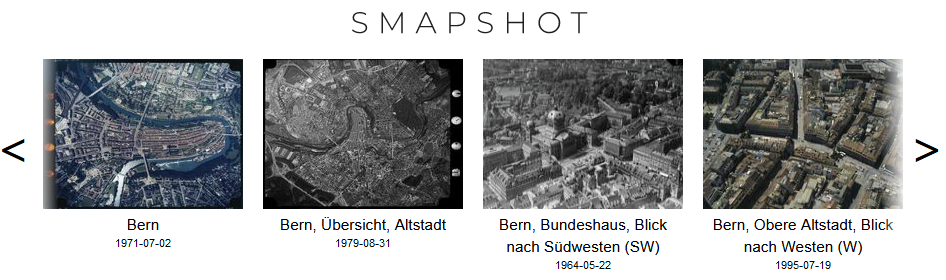 SMAPSHOT
<
>
Bern
1971-07-02
Bern, Übersicht, Altstadt
1979-08-31
Bern, Bundeshaus, Blick
nach Südwesten (SW)
1964-05-22
Bern, Obere Altstadt, Blick
nach Westen (W)
1995-07-19